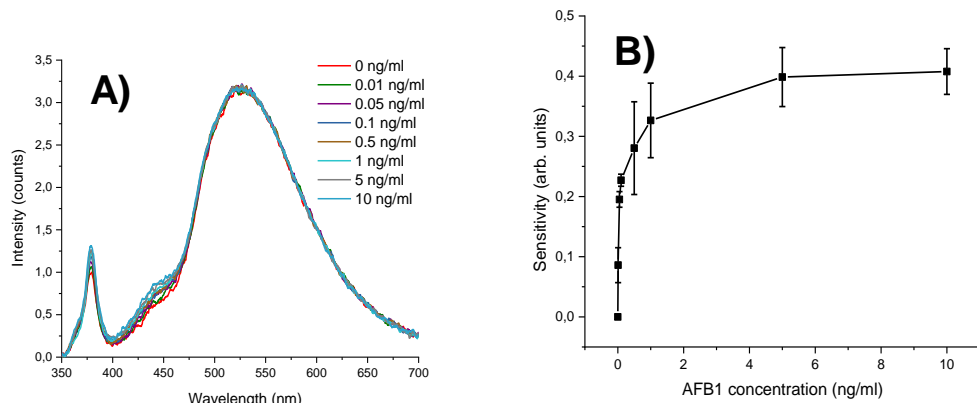 A)
Intensity (counts)
3,5
3,0
2,5
2,0
1,5
1,0
0,5
0,0
350 400 450 500 550 600 650 700
Wavelength (nm)
0 ng/ml
0.01 ng/ml
0.05 ng/ml
0.1 ng/ml
0.5 ng/ml
1 ng/ml
5 ng/ml
10 ng/ml
B)
Sensitivity (arb. units)
0,5
0,4
0,3
0,2
0,1
0,0
0 2 4 6 8 10
AFB1 concentration (ng/ml)